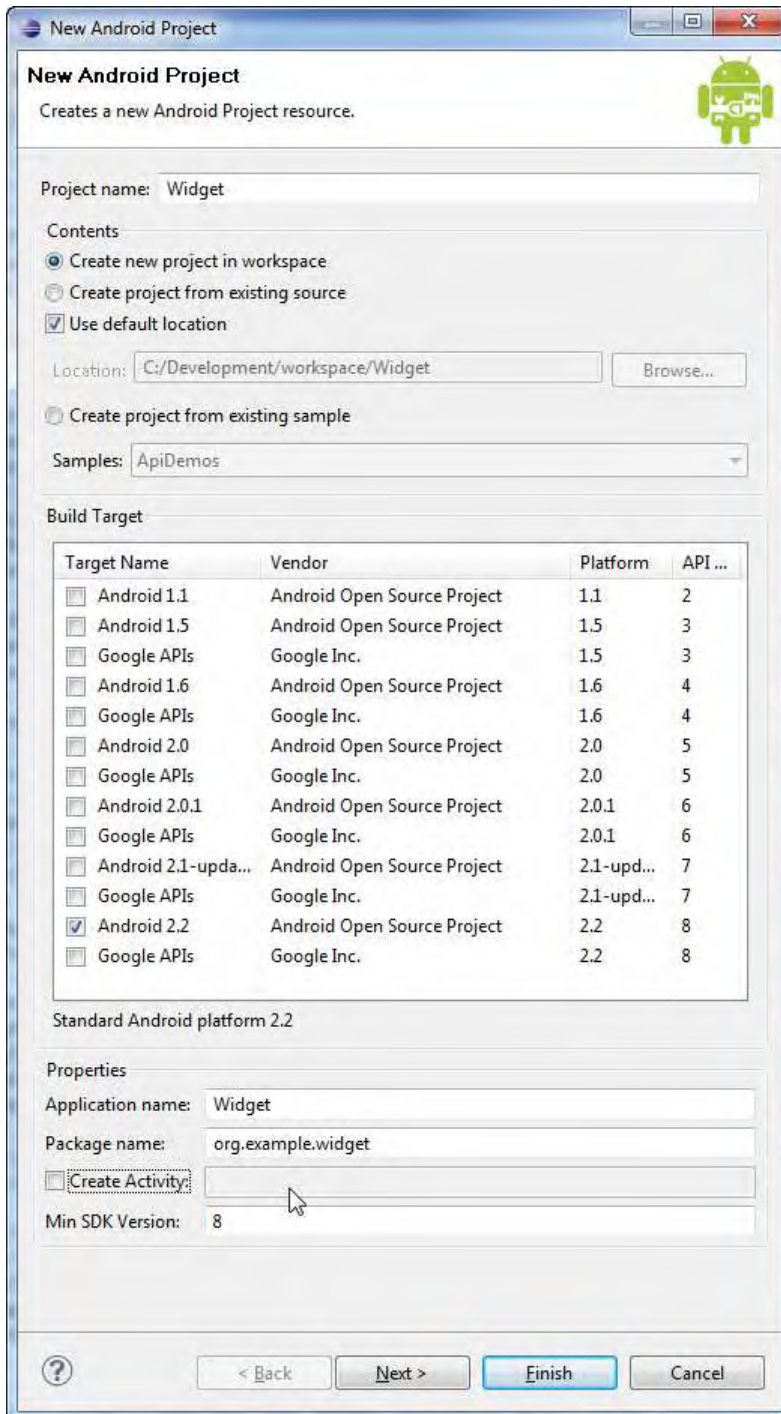 New Android Project
New Android Project
Creates a new Android Project resource.
Project name: Widget
Contents
Create new project in workspace
Create project from existing source
Use default location
Location: C:/Development/workspace/Widget Browse...
Create project from existing sample
Samples: ApiDemos
Build Target
Target Name Vendor Platform API ...
Android 1.1 Android Open Source Project 1.1 2
Android 1.5 Android Open Source Project 1.5 3
Google APIs Google Inc. 1.5 3
Android 1.6 Android Open Source Project 1.6 4
Google APIs Google Inc. 1.6 4
Android 2.0 Android Open Source Project 2.0 5
Google APIs Google Inc. 2.0 5
Android 2.0.1 Android Open Source Project 2.0.1 6
Google APIs Google Inc. 2.0.1 6
Android 2.1-upda... Android Open Source Project 2.1-upd... 7
Google APIs Google Inc. 2.1-upd... 7
Android 2.2 Android Open Source Project 2.2 8
Google APIs Google Inc. 2.2 8
Standard Android platform 2.2
Properties
Application name: Widget
Package name: org.example.widget
Create Activity:
Min SDK Version: 8
? < Back Next > Finish Cancel